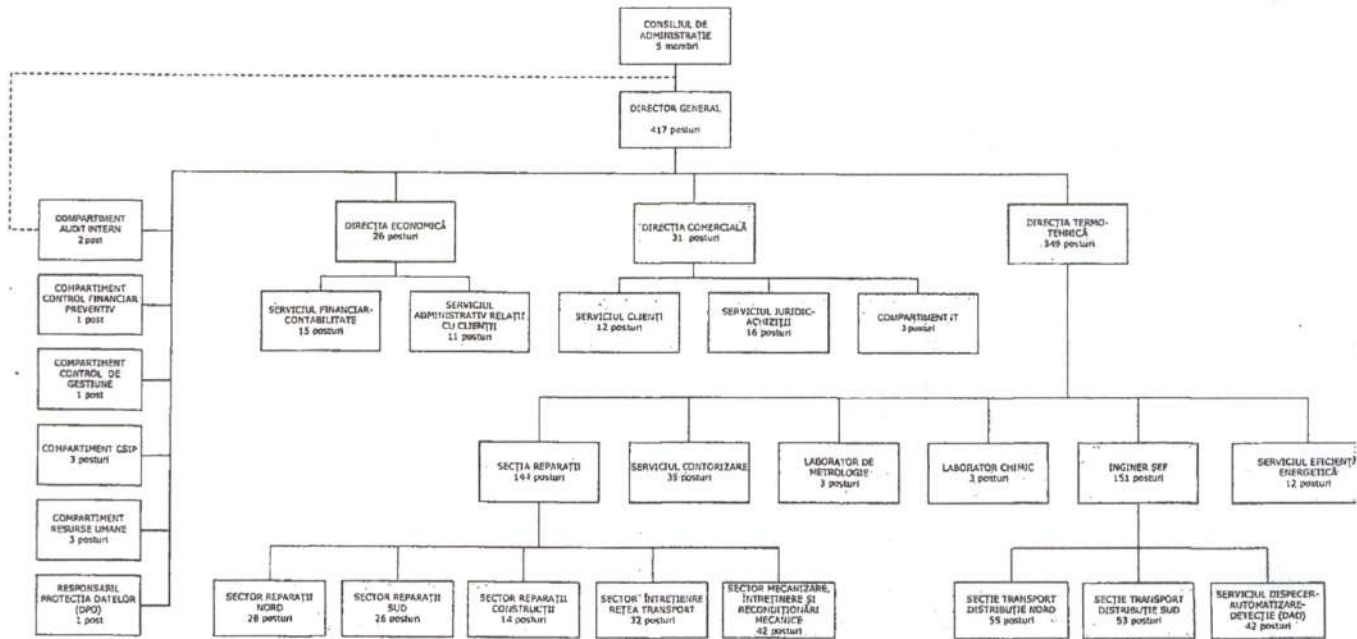 CONSILIUL DE
ADMINISTRAȚIE
5 membri
DIRECTOR GENERAL
417 posturi
COMPARTIMENT
AUDIT INTERN
2 post
COMPARTIMENT
CONTROL FINANCIAR
PREVENTIV
1 post
COMPARTIMENT
CONTROL DE
GESTIUNE
1 post
COMPARTIMENT CSIP
3 posturi
COMPARTIMENT
RESURSE UMANE
3 posturi
RESPONSABIL
PROTECȚIA DATELOR
(DPO)
1 post
DIRECȚIA ECONOMICĂ
26 posturi
SERVICIUL FINANCIAR-
CONTABILITATE
15 posturi
SERVICIUL
ADMINISTRATIV RELAȚII
CU CLIENȚII
11 posturi
DIRECȚIA COMERCIALĂ
31 posturi
SERVICIUL CLIENȚI
12 posturi
SERVICIUL JURIDIC-
ACHIZIȚII
16 posturi
COMPARTIMENT IT
3 posturi
DIRECȚIA TERMO-
TEHNICĂ
349 posturi
SECȚIA REPARAȚII
posturi
SERVICIUL CONTORIZARE
posturi
LABORATOR DE
METROLOGIE
3 posturi
LABORATOR CHIMIC
3 posturi
INGINER ȘEF
151 posturi
SERVICIUL EFICIENȚĂ
ENERGETICĂ
12 posturi
SECTOR REPARAȚII
NORD
28 posturi
SECTOR REPARAȚII
SUD
26 posturi
SECTOR REPARAȚII
CONSTRUCȚII
14 posturi
SECTOR ÎNTREȚIENRE
REȚEA TRANSPORT
32 posturi
SECTOR MECANIZARE,
ÎNTREȚINERE ȘI
RECONDIȚIONĂRI
MECANICE
42 posturi
SECȚIE TRANSPORT
DISTRIBUȚIE NORD
55 posturi
SECȚIE TRANSPORT
DISTRIBUȚIE SUD
53 posturi
SERVICIUL DISPECER-
AUTOMATIZARE-
DETECȚIE (DAD)
42 posturi